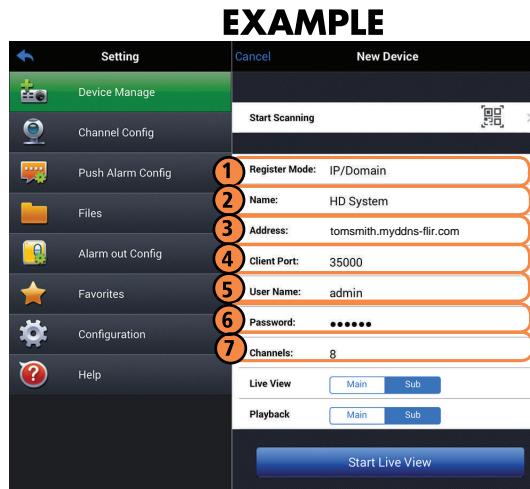 EXAMPLE
Setting
Device Manage
Channel Config
Push Alarm Config
Files
Alarm out Config
Favorites
Configuration
Help
Cancel New Device
Start Scanning
1 Register Mode: IP/Domain
2 Name: HD System
3 Address: tomsmith.myddns-flir.com
4 Client Port: 35000
5 User Name: admin
6 Password: ●●●●●●
7 Channels: 8
Live View Main Sub
Playback Main Sub
Start Live View